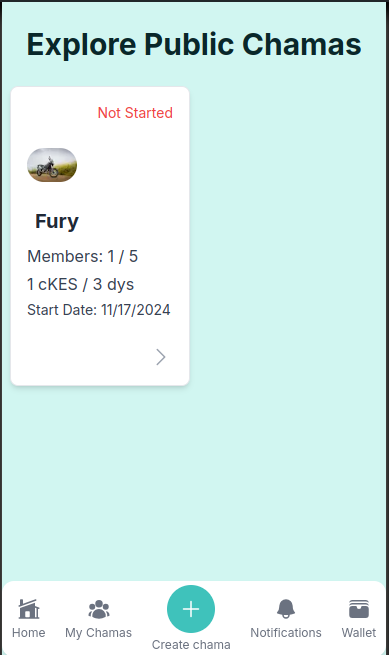 Explore Public Chamas
Not Started
Fury
Members: 1 / 5
1 cKES / 3 dys
Start Date: 11/17/2024
Home
My Chamas
Create chama
Notifications
Wallet